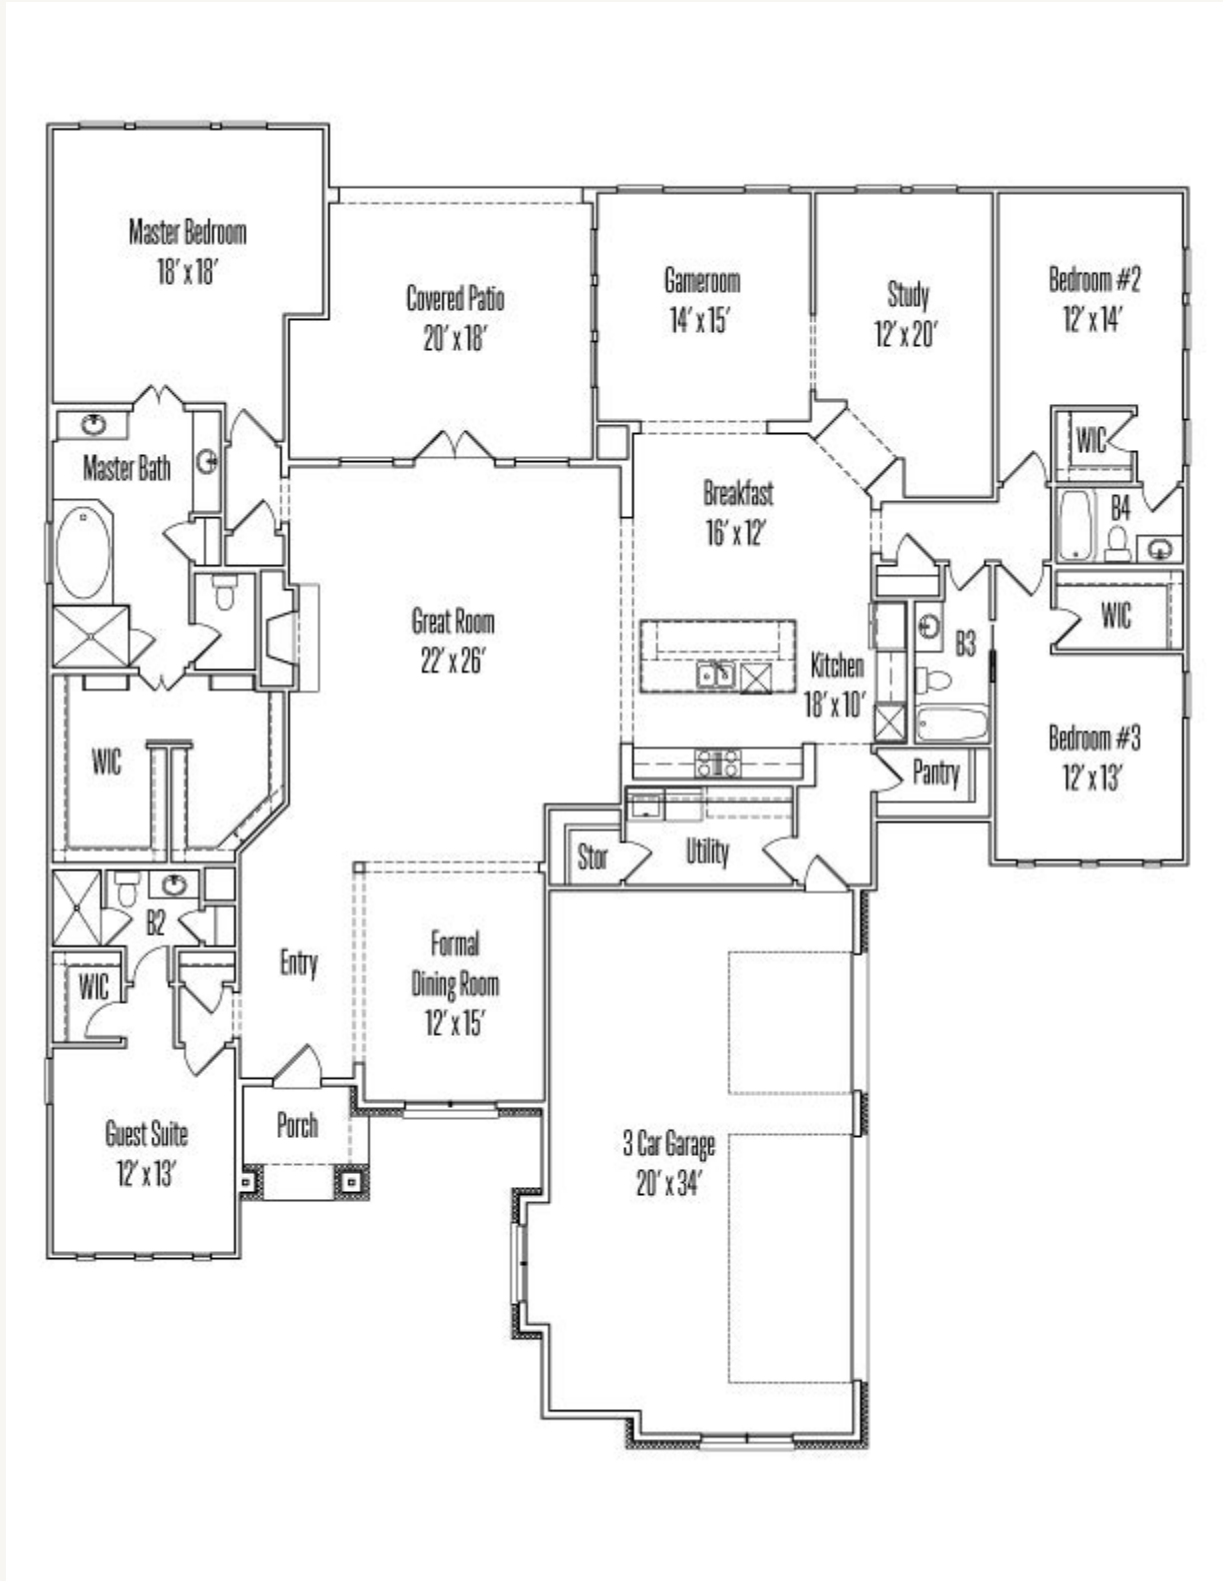 Master Bedroom
18' x 18'
Covered Patio
20' x 18'
Gameroom
14' x 15'
Study
12' x 20'
Bedroom #2
12' x 14'
WIC
Master Bath
Breakfast
16' x 12'
B4
Great Room
22' x 26'
Kitchen
18' x 10'
B3
WIC
WIC
Bedroom #3
12' x 13'
Pantry
Stor
Utility
B2
WIC
Entry
Formal
Dining Room
12' x 15'
Guest Suite
12' x 13'
Porch
3 Car Garage
20' x 34'